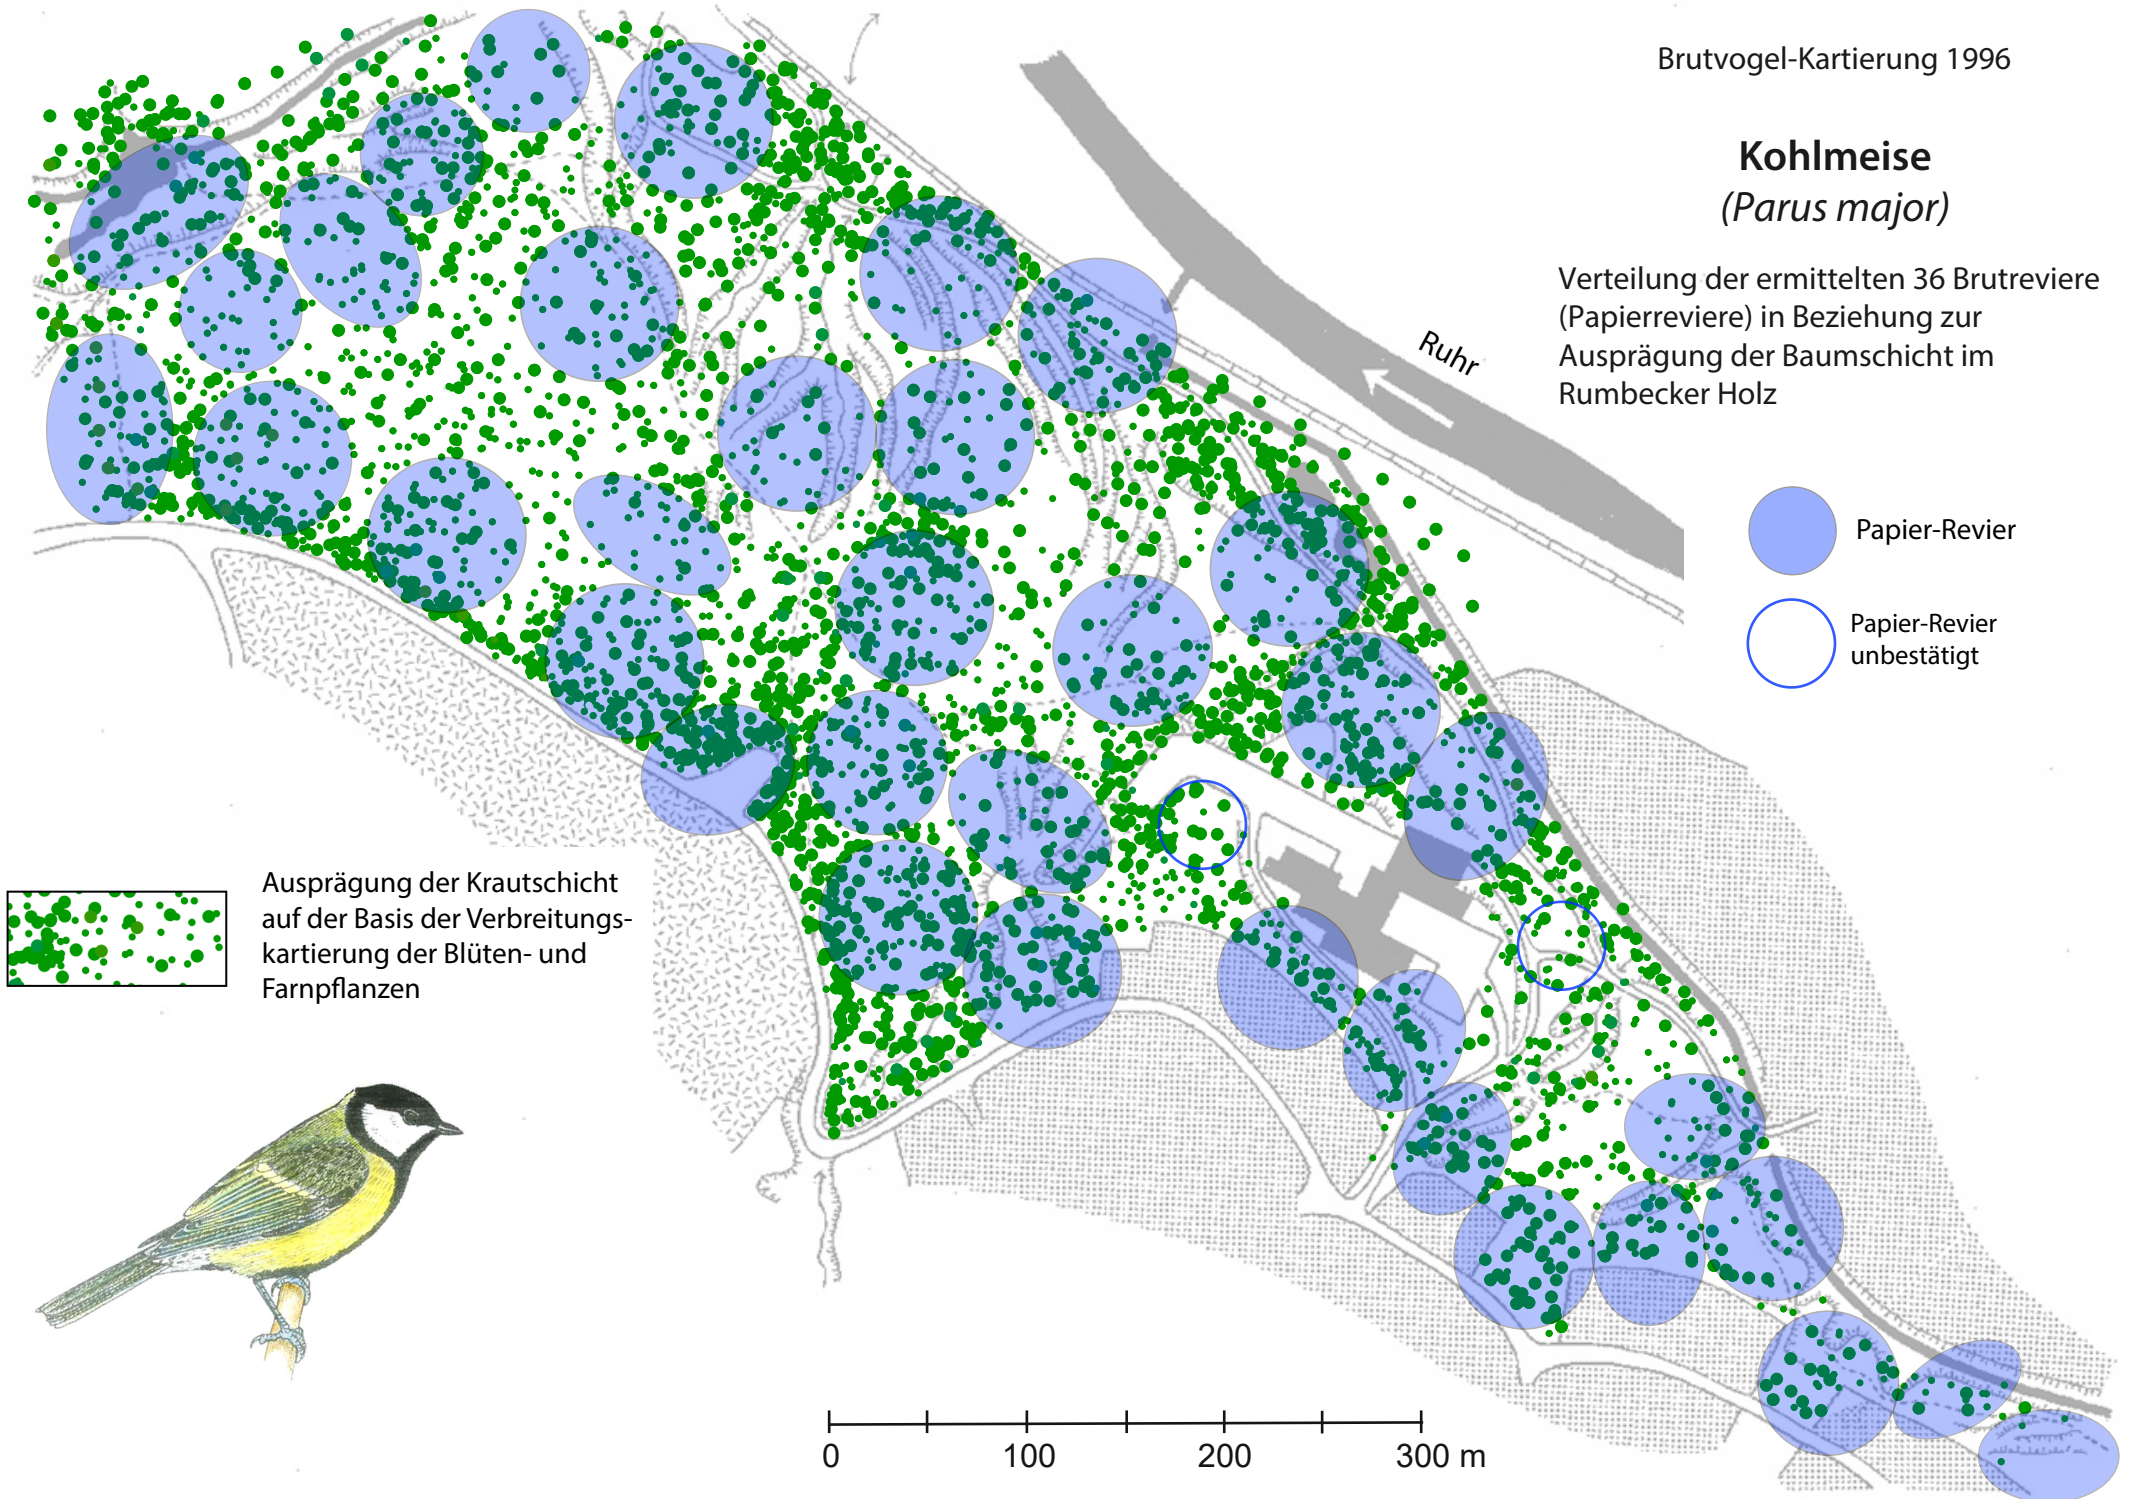 Brutvogel-Kartierung 1996
Kohlmeise
(Parus major)
Verteilung der ermittelten 36 Brutreviere
(Papierreviere) in Beziehung zur
Ausprägung der Baumschicht im
Rumbecker Holz
Ruhr
Papier-Revier
Papier-Revier
unbestätigt
Ausprägung der Krautschicht
auf der Basis der Verbreitungs-
kartierung der Blüten- und
Farnpflanzen
0 100 200 300 m